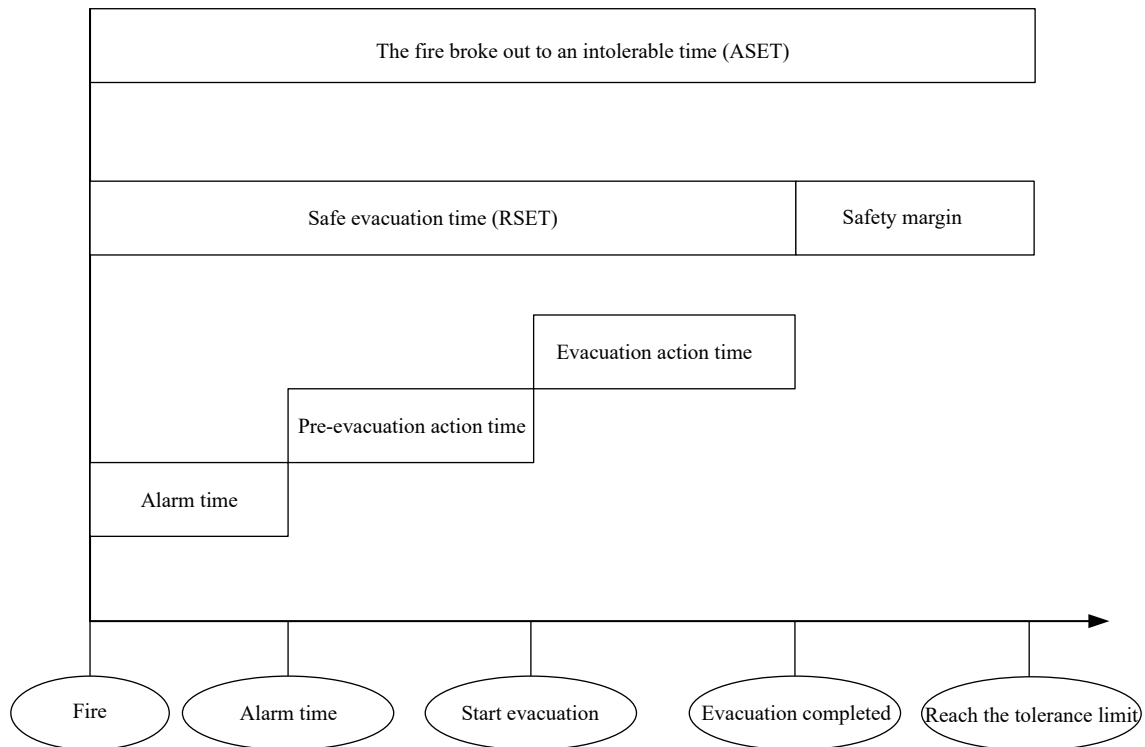 The fire broke out to an intolerable time (ASET)
Safe evacuation time (RSET)
Safety margin
Evacuation action time
Pre-evacuation action time
Alarm time
Fire
Alarm time
Start evacuation
Evacuation completed
Reach the tolerance limit